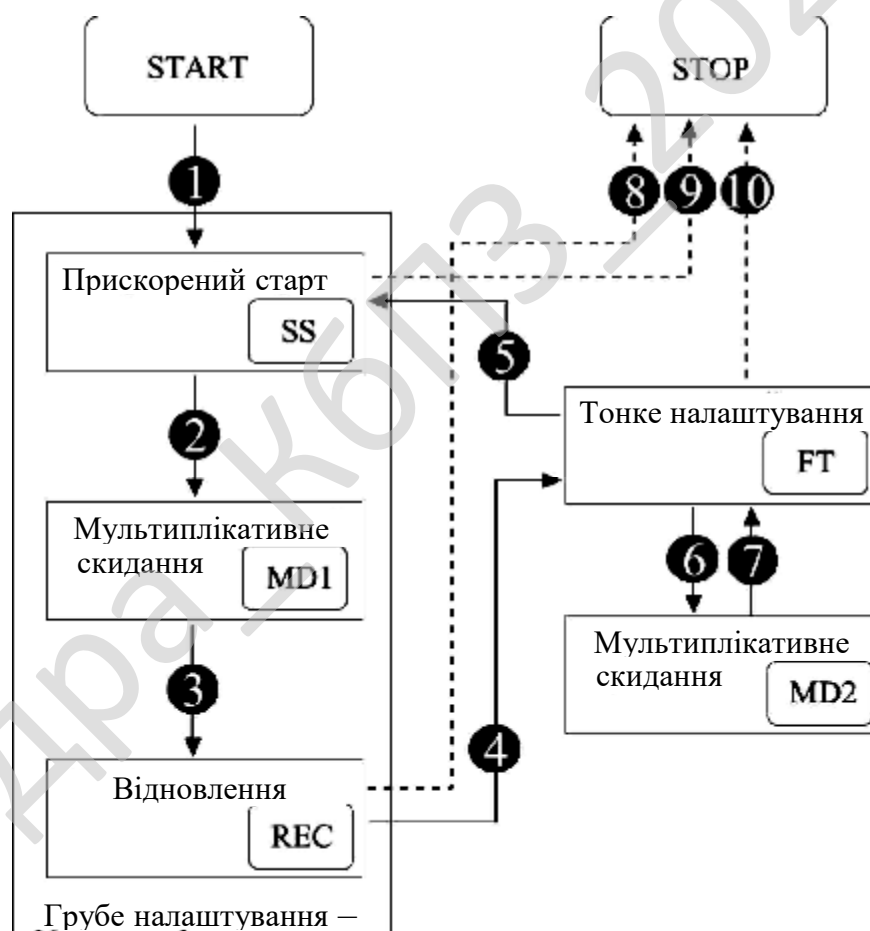 START
STOP
1
8
9
10
Прискорений старт
SS
5
2
Тонке налаштування
FT
Мультиплікативне
скидання
MD1
6
7
Мультиплікативне
скидання
MD2
3
4
Відновлення
REC
Грубе налаштування –